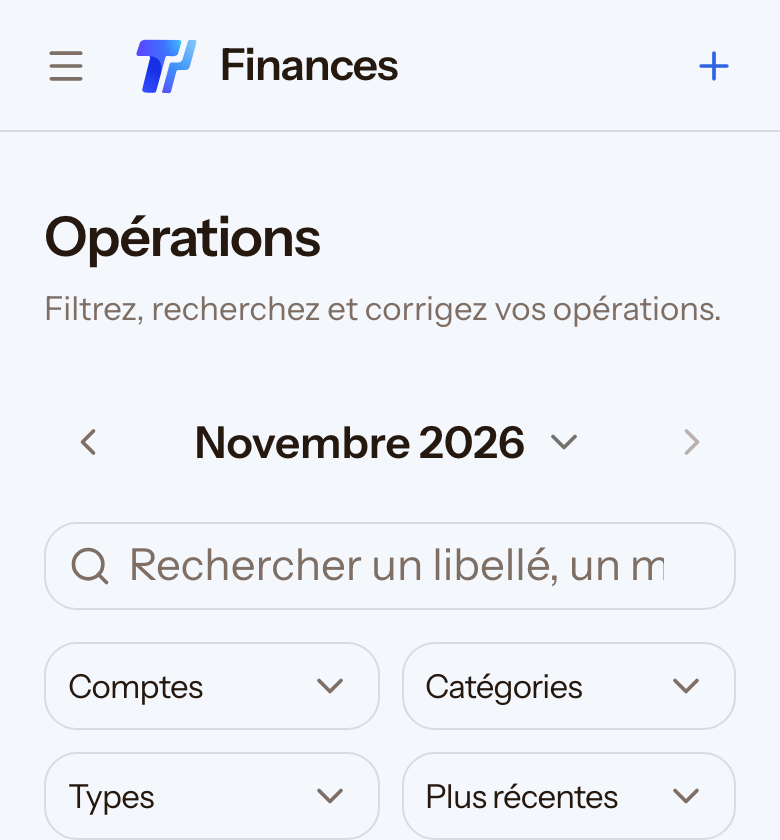 Finances
Opérations
Filtrez, recherchez et corrigez vos opérations.
Novembre 2026
Rechercher un libellé, un m
Comptes
Catégories
Types
Plus récentes